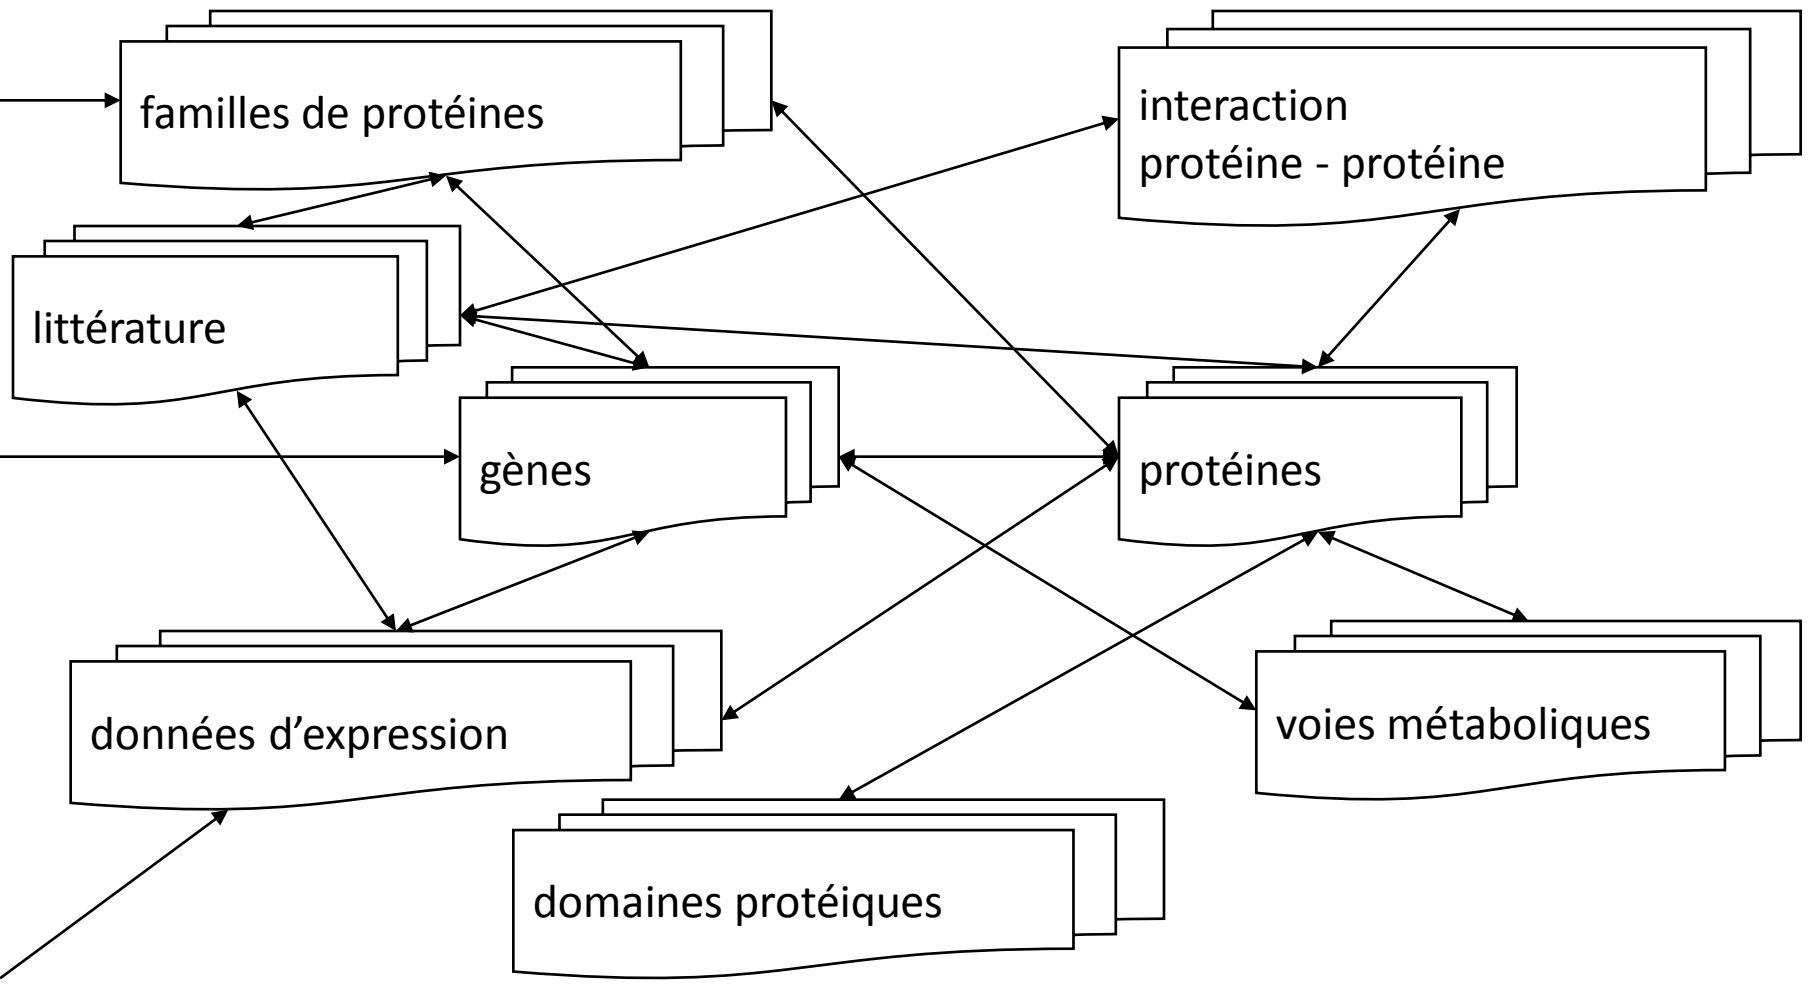 familles de protéines
interaction
protéine - protéine
littérature
gènes
protéines
données d’expression
voies métaboliques
domaines protéiques